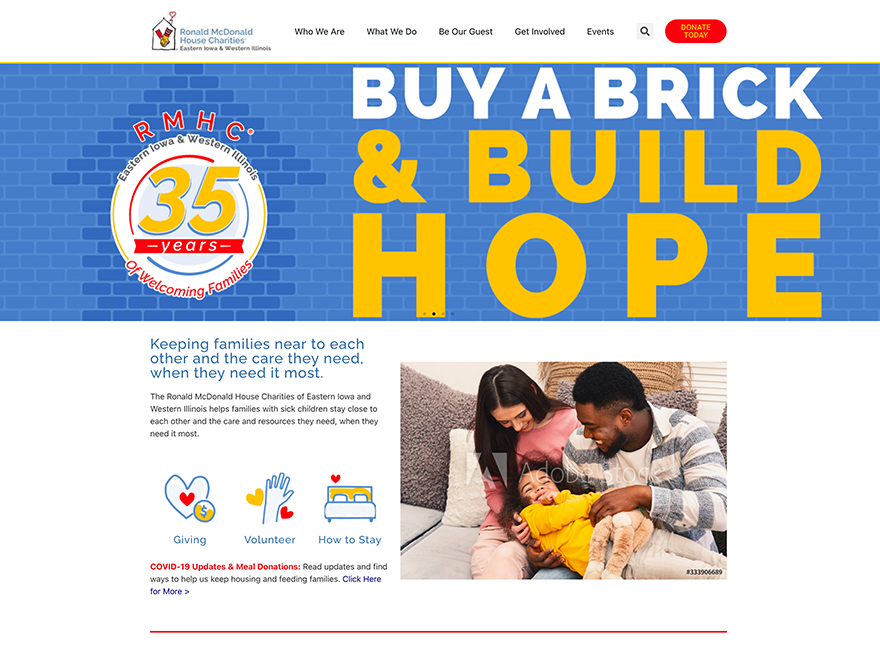 Ronald McDonald
House Charities®
Eastern Iowa & Western Illinois
Who We Are
What We Do
Be Our Guest
Get Involved
Events
DONATE
TODAY
RMHC®
Eastern Iowa & Western Illinois
35
years
Of Welcoming Families
BUY A BRICK
& BUILD
HOPE
Keeping families near to each
other and the care they need,
when they need it most.
The Ronald McDonald House Charities of Eastern Iowa and
Western Illinois helps families with sick children stay close to
each other and the care and resources they need, when they
need it most.
Giving
Volunteer
How to Stay
COVID-19 Updates & Meal Donations: Read updates and find
ways to help us keep housing and feeding families. Click Here
for More >
Adobe Stock
#333906689